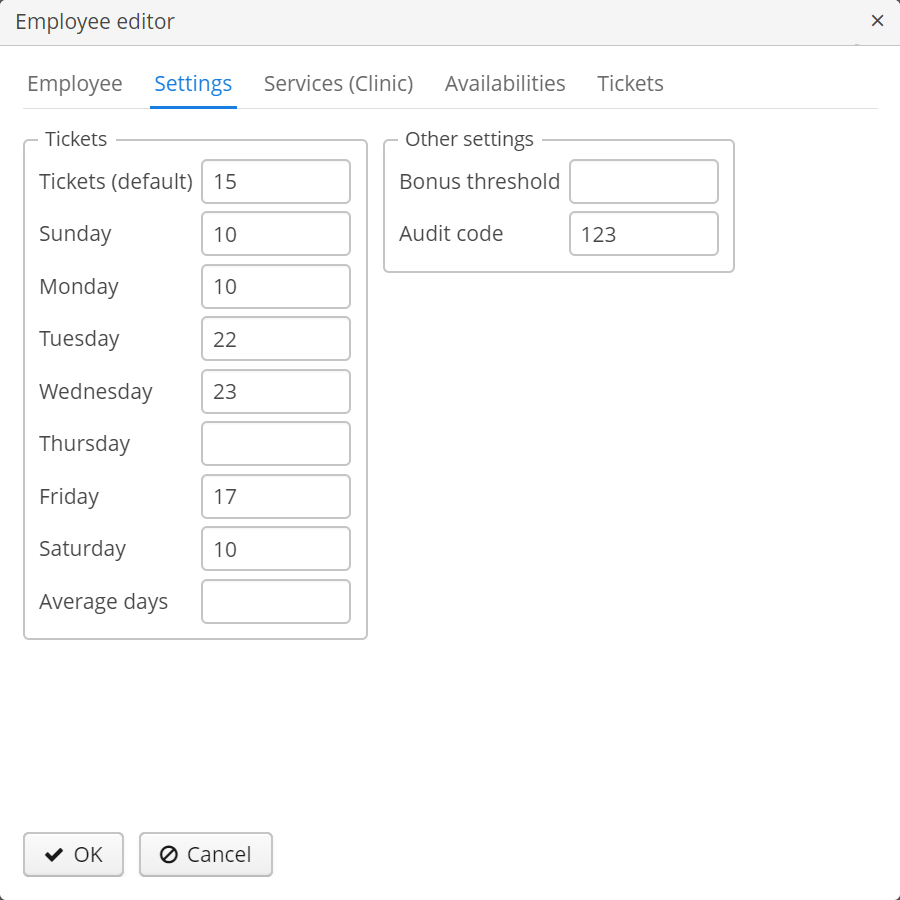 Employee editor
Employee Settings Services (Clinic) Availabilities Tickets
Tickets
Tickets (default) 15
Sunday 10
Monday 10
Tuesday 22
Wednesday 23
Thursday
Friday 17
Saturday 10
Average days
Other settings
Bonus threshold
Audit code 123
OK Cancel